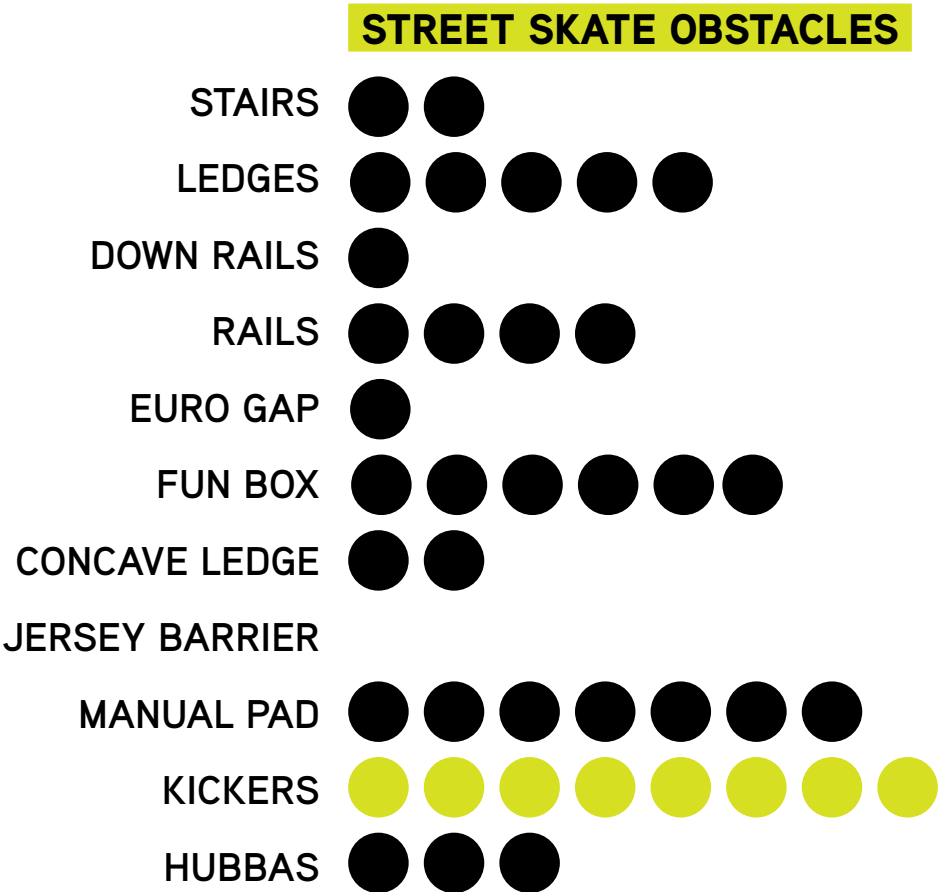 STREET SKATE OBSTACLES
STAIRS
LEDGES
DOWN RAILS
RAILS
EURO GAP
FUN BOX
CONCAVE LEDGE
JERSEY BARRIER
MANUAL PAD
KICKERS
HUBBAS